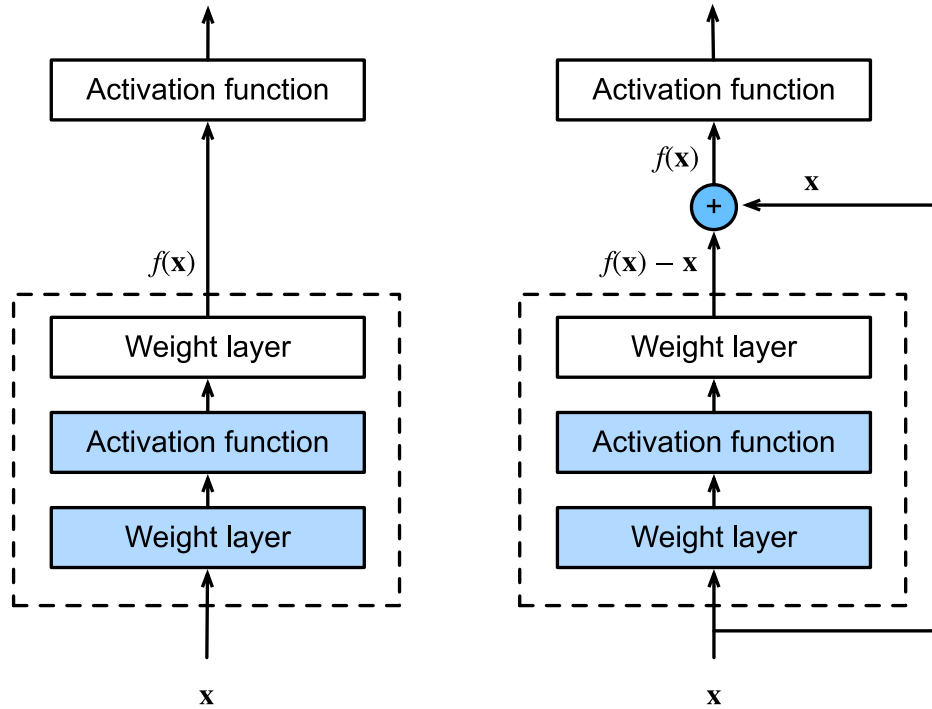 Activation function
f(x)
Weight layer
Activation function
Weight layer
x
Activation function
f(x)
x
+
f(x) − x
Weight layer
Activation function
Weight layer
x